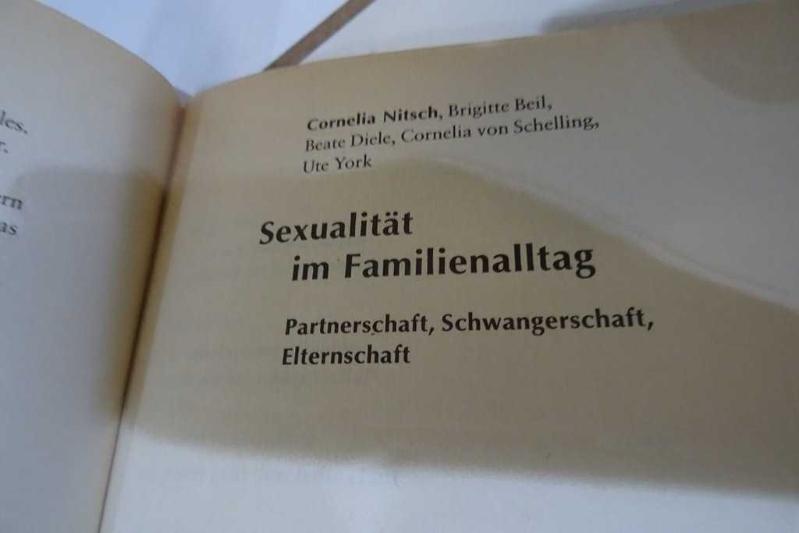 Cornelia Nitsch, Brigitte Beil,
Beate Diele, Cornelia von Schelling,
Ute York
Sexualität
im Familienalltag
Partnerschaft, Schwangerschaft,
Elternschaft